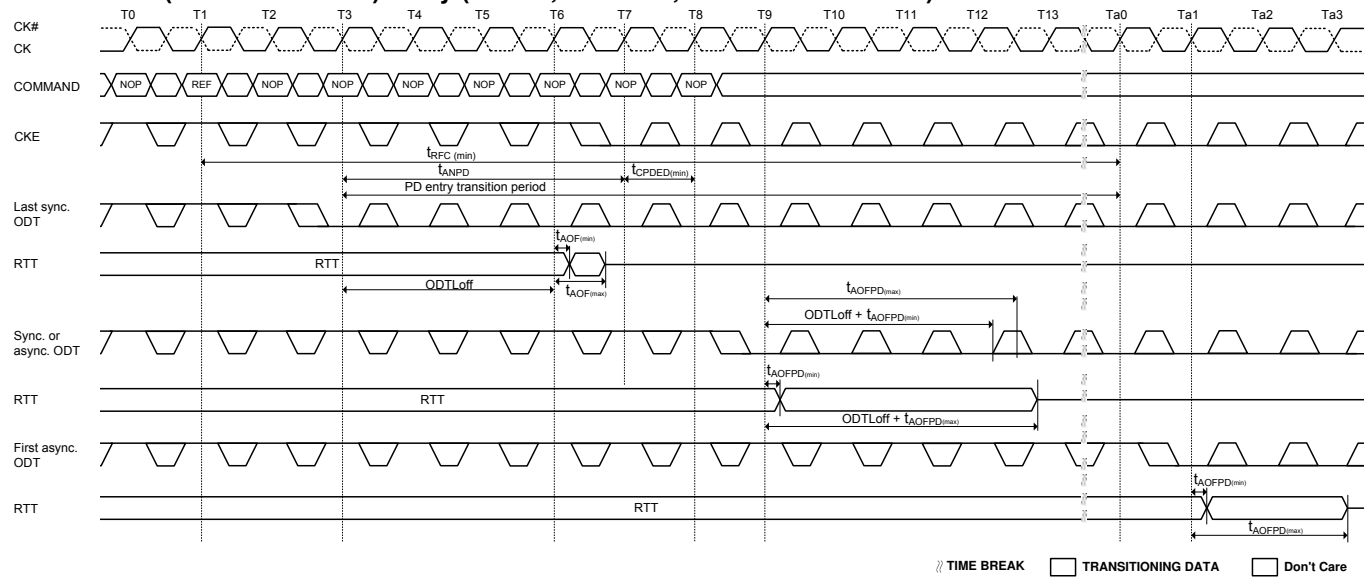 T0 T1 T2 T3 T4 T5 T6 T7 T8 T9 T10 T11 T12 T13 Ta0 Ta1 Ta2 Ta3
CK#
CK
COMMAND NOP REF NOP NOP NOP NOP NOP NOP NOP
CKE
tRFC (min)
tANPD tCPDED(min)
PD entry transition period
Last sync.
ODT
tAOF(min)
RTT RTT
ODTLoff tAOF(max)
tAOFPD(max)
ODTLoff + tAOFPD(min)
Sync. or
async. ODT
tAOFPD(min)
RTT RTT
ODTLoff + tAOFPD(max)
First async.
ODT
tAOFPD(min)
RTT RTT
tAOFPD(max)
TIME BREAK TRANSITIONING DATA Don't Care